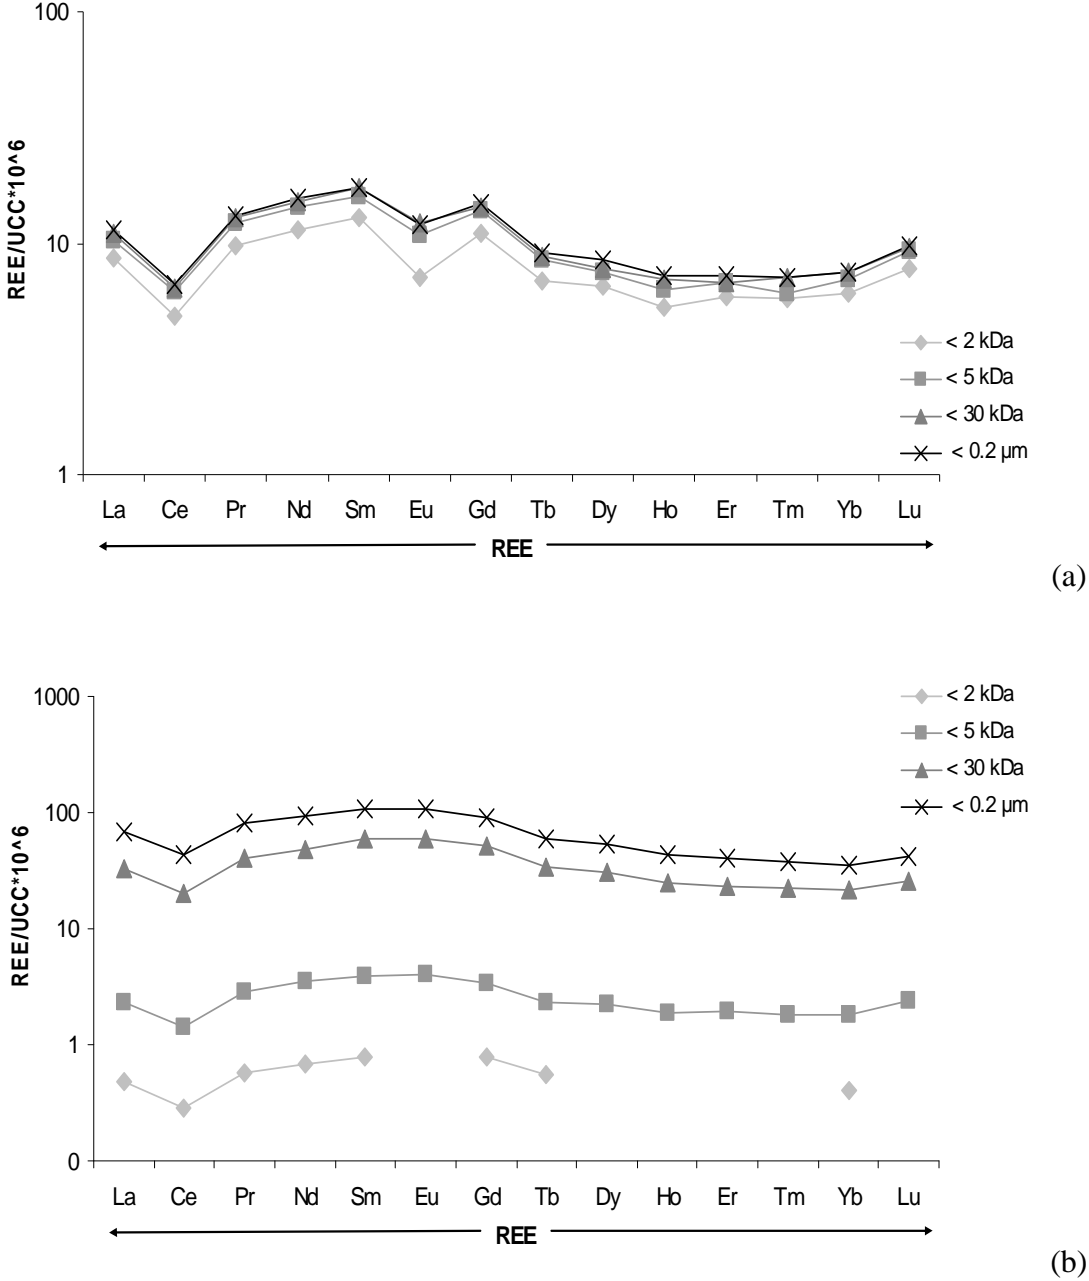 100
10
1
REE/UCC*10^6
< 2 kDa
< 5 kDa
< 30 kDa
< 0.2 µm
La Ce Pr Nd Sm Eu Gd Tb Dy Ho Er Tm Yb Lu
REE
(a)
1000
100
10
1
0
REE/UCC*10^6
< 2 kDa
< 5 kDa
< 30 kDa
< 0.2 µm
La Ce Pr Nd Sm Eu Gd Tb Dy Ho Er Tm Yb Lu
REE
(b)